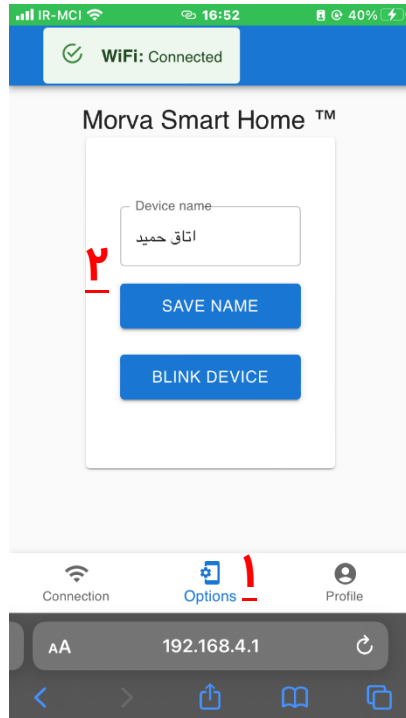 IR-MCI 16:52 40%
WiFi: Connected
Morva Smart Home ™
Device name
اتاق حمید
۲
SAVE NAME
BLINK DEVICE
۱
Connection Options Profile
AA 192.168.4.1